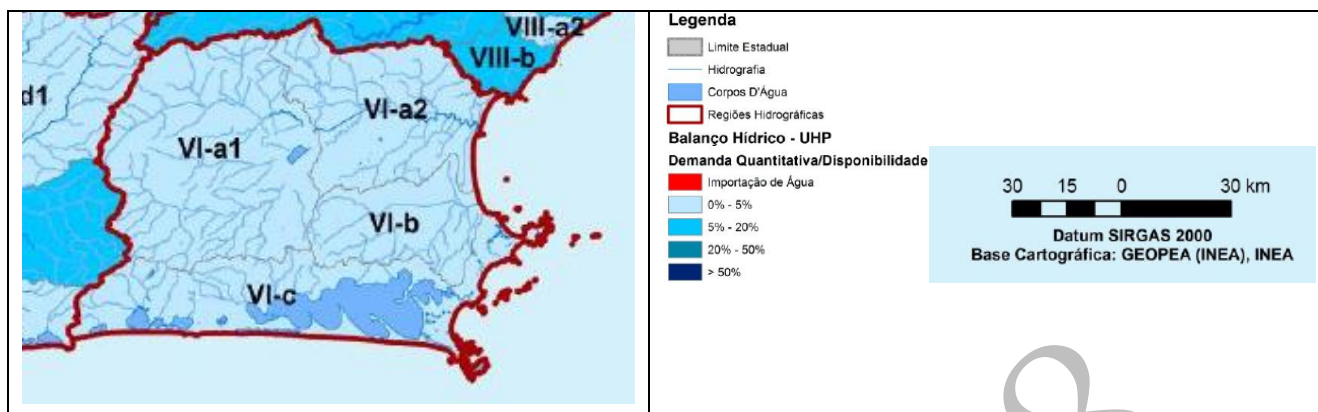 VIII-a2
VIII-b
d1
VI-a2
VI-a1
VI-b
VI-c
Legenda
Limite Estadual
Hidrografia
Corpos D'Água
Regiões Hidrográficas
Balanço Hídrico - UHP
Demanda Quantitativa/Disponibilidade
Importação de Água
0% - 5%
5% - 20%
20% - 50%
> 50%
30 15 0 30 km
Datum SIRGAS 2000
Base Cartográfica: GEOPEA (INEA), INEA